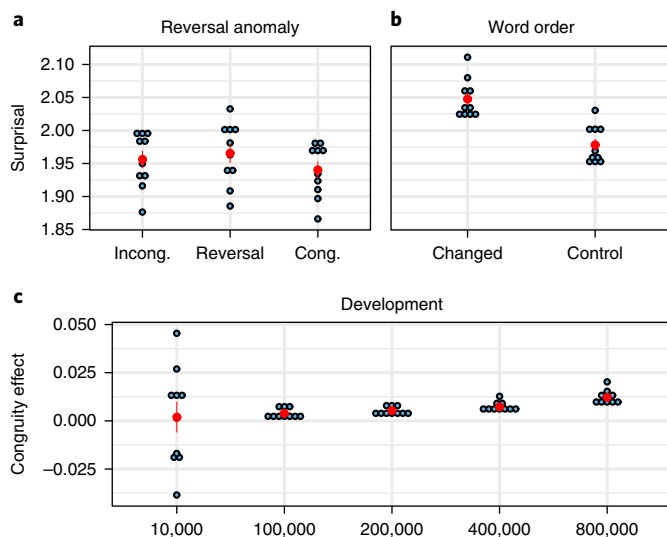 a
Reversal anomaly
Surprisal
2.10
2.05
2.00
1.95
1.90
1.85
Incong. Reversal Cong.
b
Word order
Changed Control
c
Development
Congruity effect
0.050
0.025
0.000
−0.025
10,000 100,000 200,000 400,000 800,000